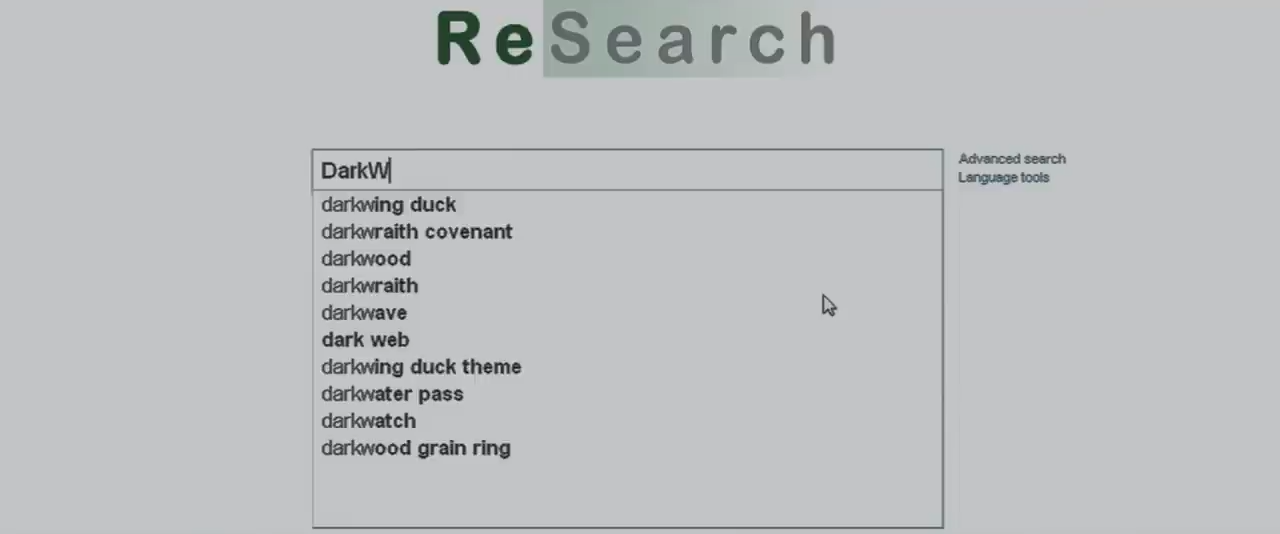 ReSearch
DarkW
Advanced search
Language tools
darkwing duck
darkwraith covenant
darkwood
darkwraith
darkwave
dark web
darkwing duck theme
darkwater pass
darkwatch
darkwood grain ring